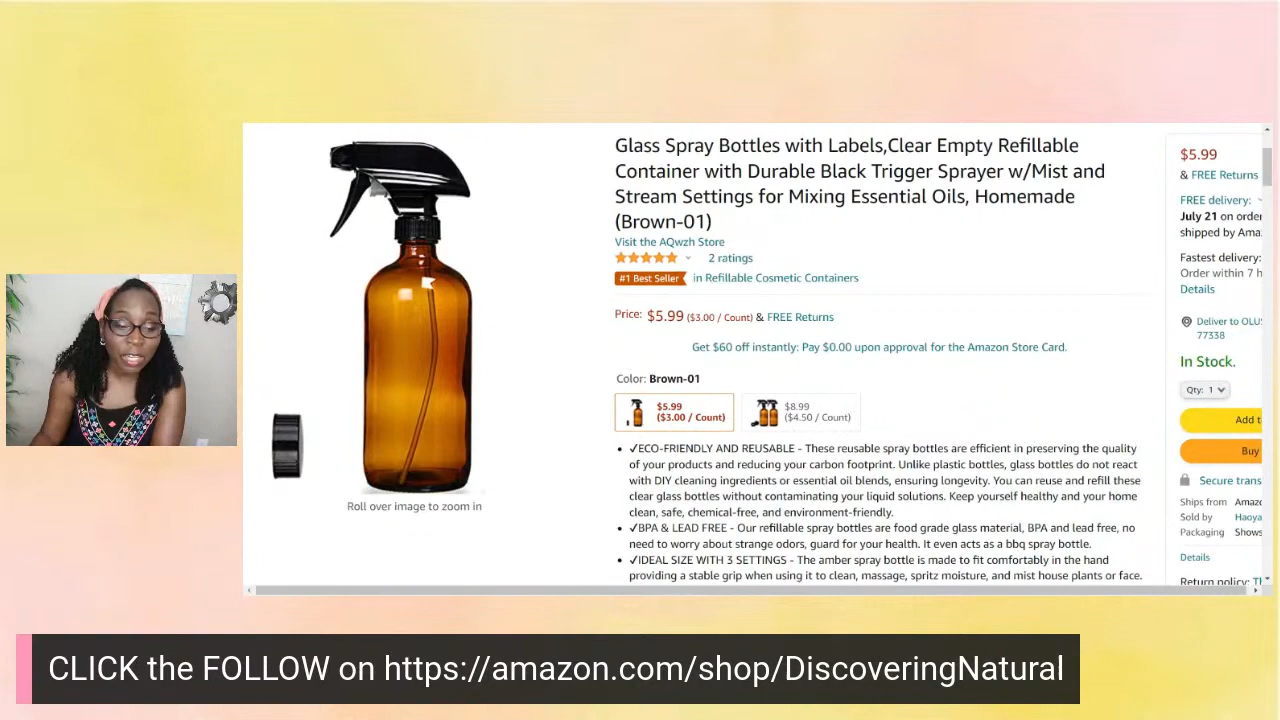 Glass Spray Bottles with Labels,Clear Empty Refillable
Container with Durable Black Trigger Sprayer w/Mist and
Stream Settings for Mixing Essential Oils, Homemade
(Brown-01)
Visit the AQwzh Store
2 ratings
#1 Best Seller in Refillable Cosmetic Containers
Price: $5.99 ($3.00 / Count) & FREE Returns
Get $60 off instantly: Pay $0.00 upon approval for the Amazon Store Card.
Color: Brown-01
$5.99
($3.00 / Count)
$8.99
($4.50 / Count)
• ✓ECO-FRIENDLY AND REUSABLE - These reusable spray bottles are efficient in preserving the quality
of your products and reducing your carbon footprint. Unlike plastic bottles, glass bottles do not react
with DIY cleaning ingredients or essential oil blends, ensuring longevity. You can reuse and refill these
clear glass bottles without contaminating your liquid solutions. Keep yourself healthy and your home
clean, safe, chemical-free, and environment-friendly.
• ✓BPA & LEAD FREE - Our refillable spray bottles are food grade glass material, BPA and lead free, no
need to worry about strange odors, guard for your health. It even acts as a bbq spray bottle.
• ✓IDEAL SIZE WITH 3 SETTINGS - The amber spray bottle is made to fit comfortably in the hand
providing a stable grip when using it to clean, massage, spritz moisture, and mist house plants or face.
Roll over image to zoom in
$5.99
& FREE Returns
FREE delivery:
July 21 on orde
shipped by Ama
Fastest delivery:
Order within 7 h
Details
Deliver to OLU
77338
In Stock.
Qty: 1
Add t
Buy
Secure trans
Ships from Amazo
Sold by Haoya
Packaging Shows
Details
Return policy: Th
CLICK the FOLLOW on https://amazon.com/shop/DiscoveringNatural